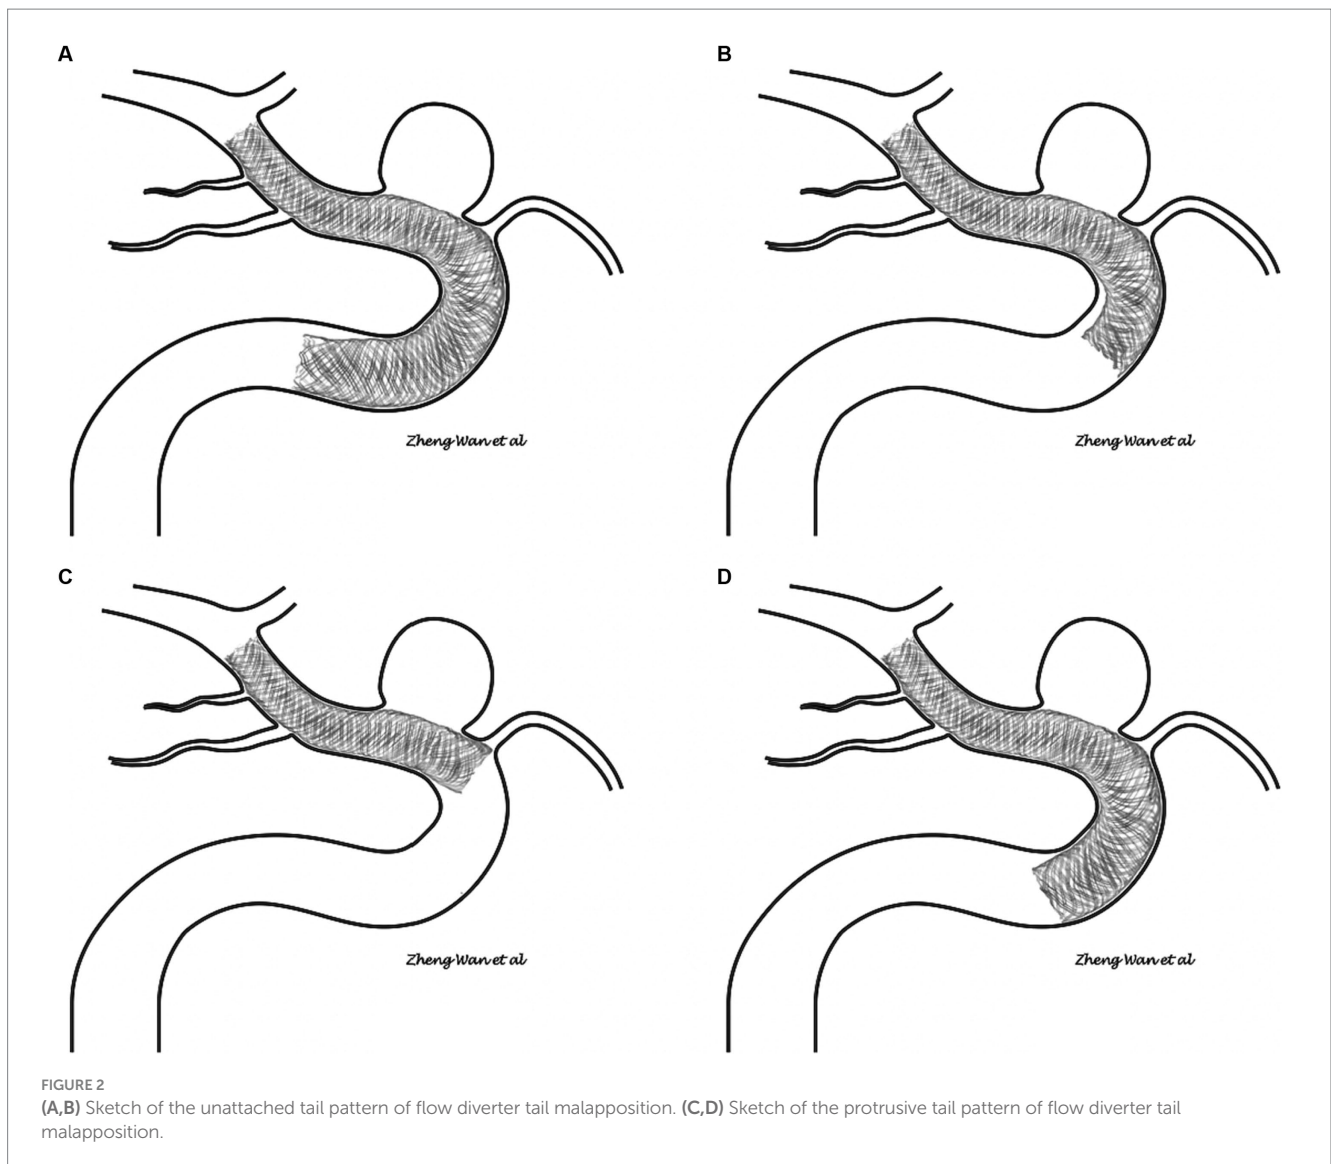 A
B
Zheng Wan et al
Zheng Wan et al
C
D
Zheng Wan et al
Zheng Wan et al
FIGURE 2
(A,B) Sketch of the unattached tail pattern of flow diverter tail malapposition. (C,D) Sketch of the protrusive tail pattern of flow diverter tail
malapposition.